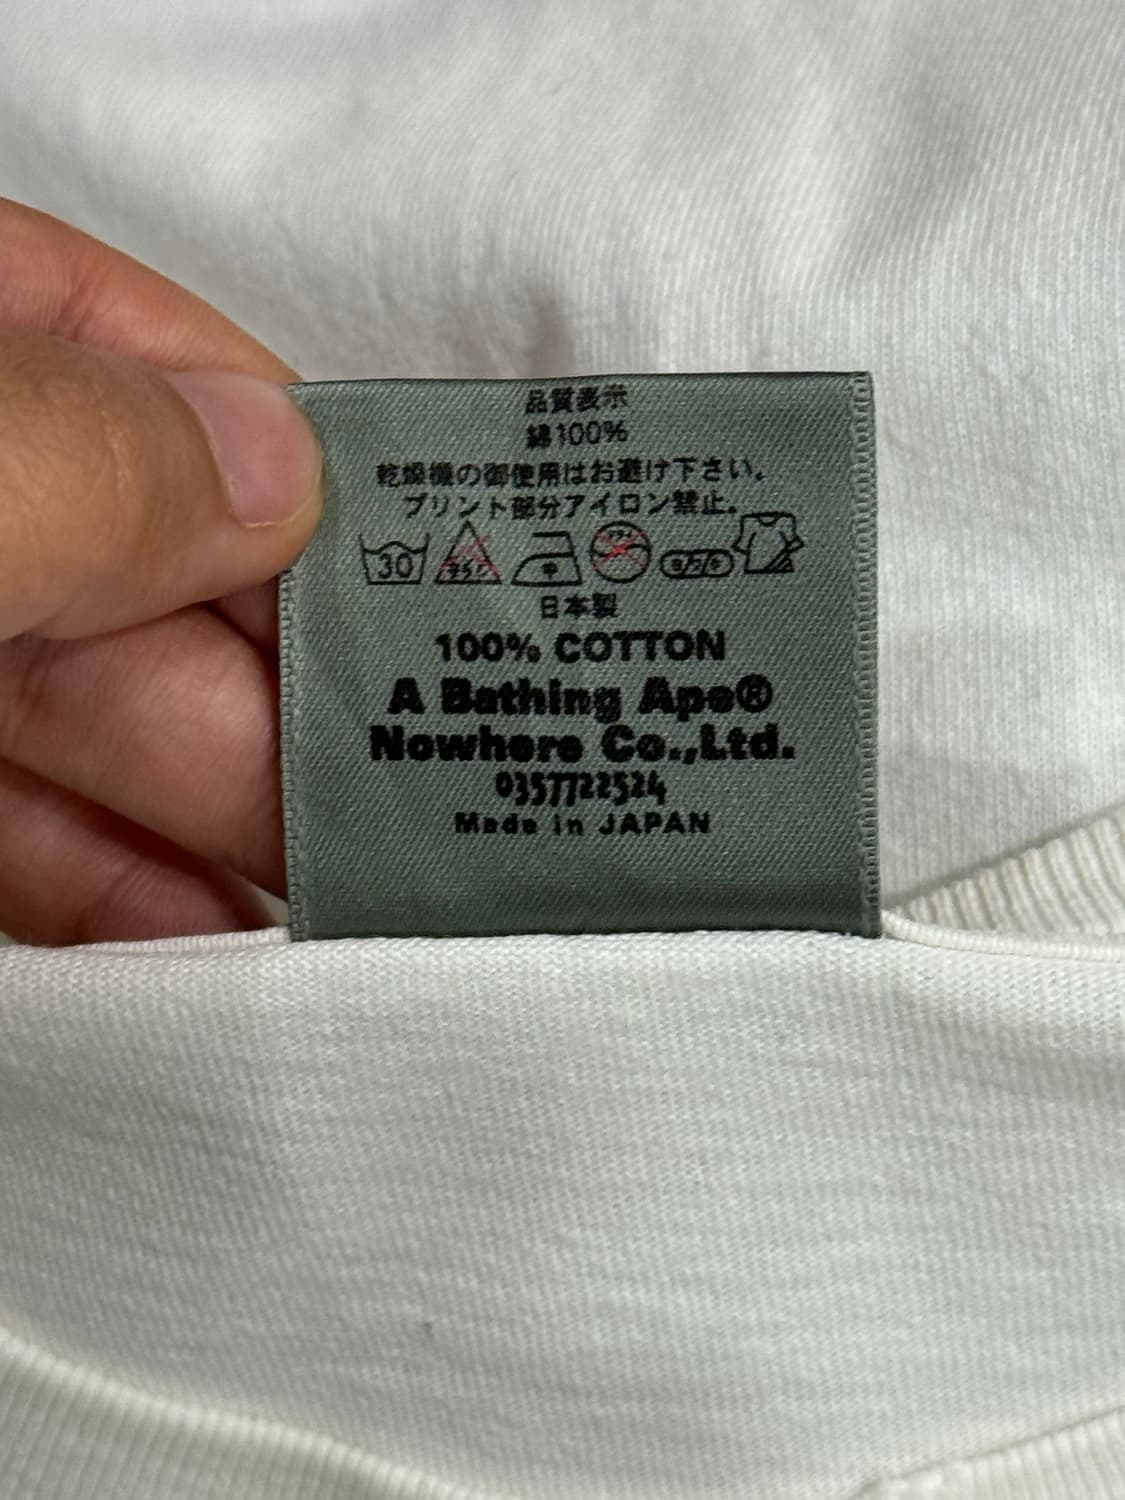 品質表示
綿100%
乾燥機の御使用はお避け下さい。
プリント部分アイロン禁止。
30
中
日本製
100% COTTON
A Bathing Ape®
Nowhere Co.,Ltd.
0357722524
Made in JAPAN